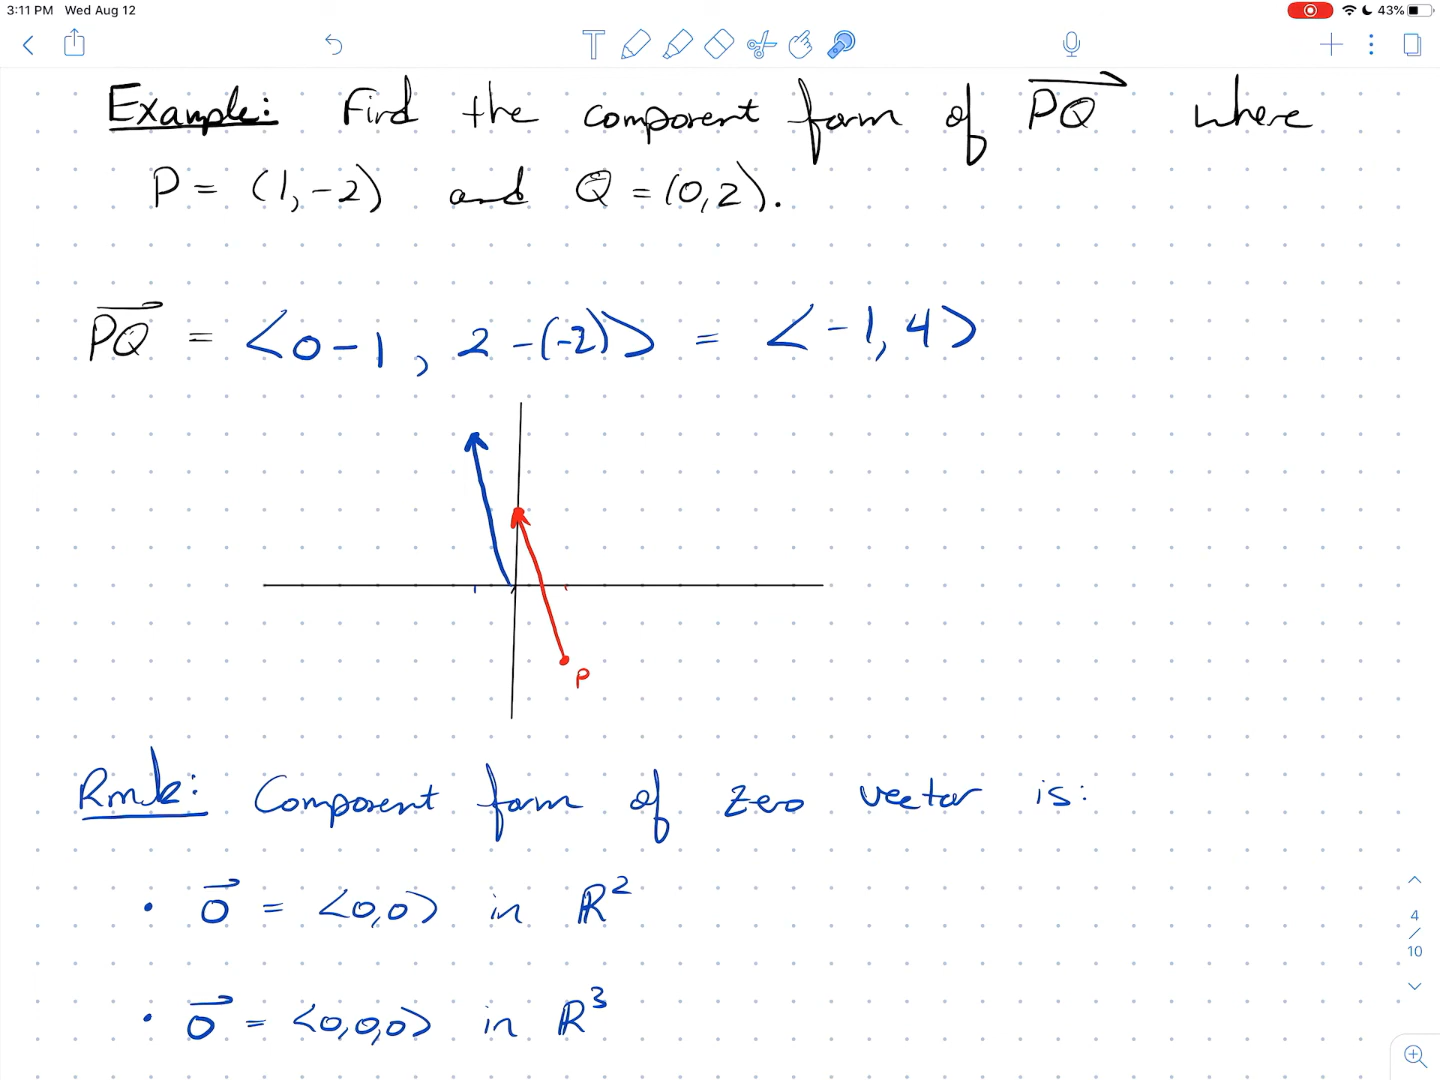 3:11 PM Wed Aug 12 43%
T
Example: Find the component form of PQ⃗ where
P = (1,-2) and Q = (0,2).
PQ⃗ = <0-1, 2-(-2)> = <-1,4>
P
Rmk: Component form of zero vector is:
• 0⃗ = <0,0> in ℝ²
4
/
10
• 0⃗ = <0,0,0> in ℝ³